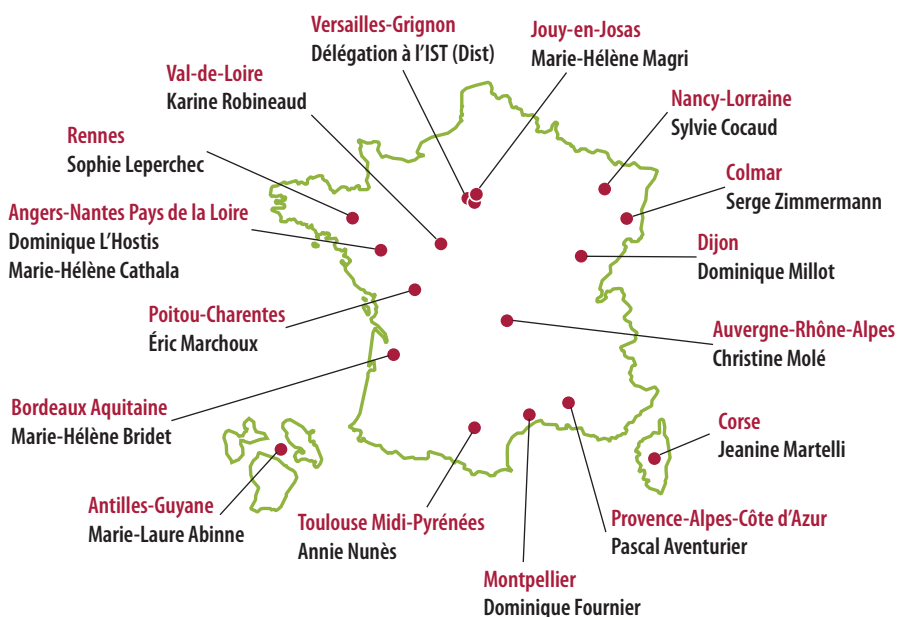 Versailles-Grignon
Délégation à l'IST (Dist)
Jouy-en-Josas
Marie-Hélène Magri
Val-de-Loire
Karine Robineaud
Nancy-Lorraine
Sylvie Cocaud
Rennes
Sophie Leperchec
Colmar
Serge Zimmermann
Angers-Nantes Pays de la Loire
Dominique L'Hostis
Marie-Hélène Cathala
Dijon
Dominique Millot
Poitou-Charentes
Éric Marchoux
Auvergne-Rhône-Alpes
Christine Molé
Bordeaux Aquitaine
Marie-Hélène Bridet
Corse
Jeanine Martelli
Antilles-Guyane
Marie-Laure Abinne
Toulouse Midi-Pyrénées
Annie Nunès
Provence-Alpes-Côte d'Azur
Pascal Aventurier
Montpellier
Dominique Fournier